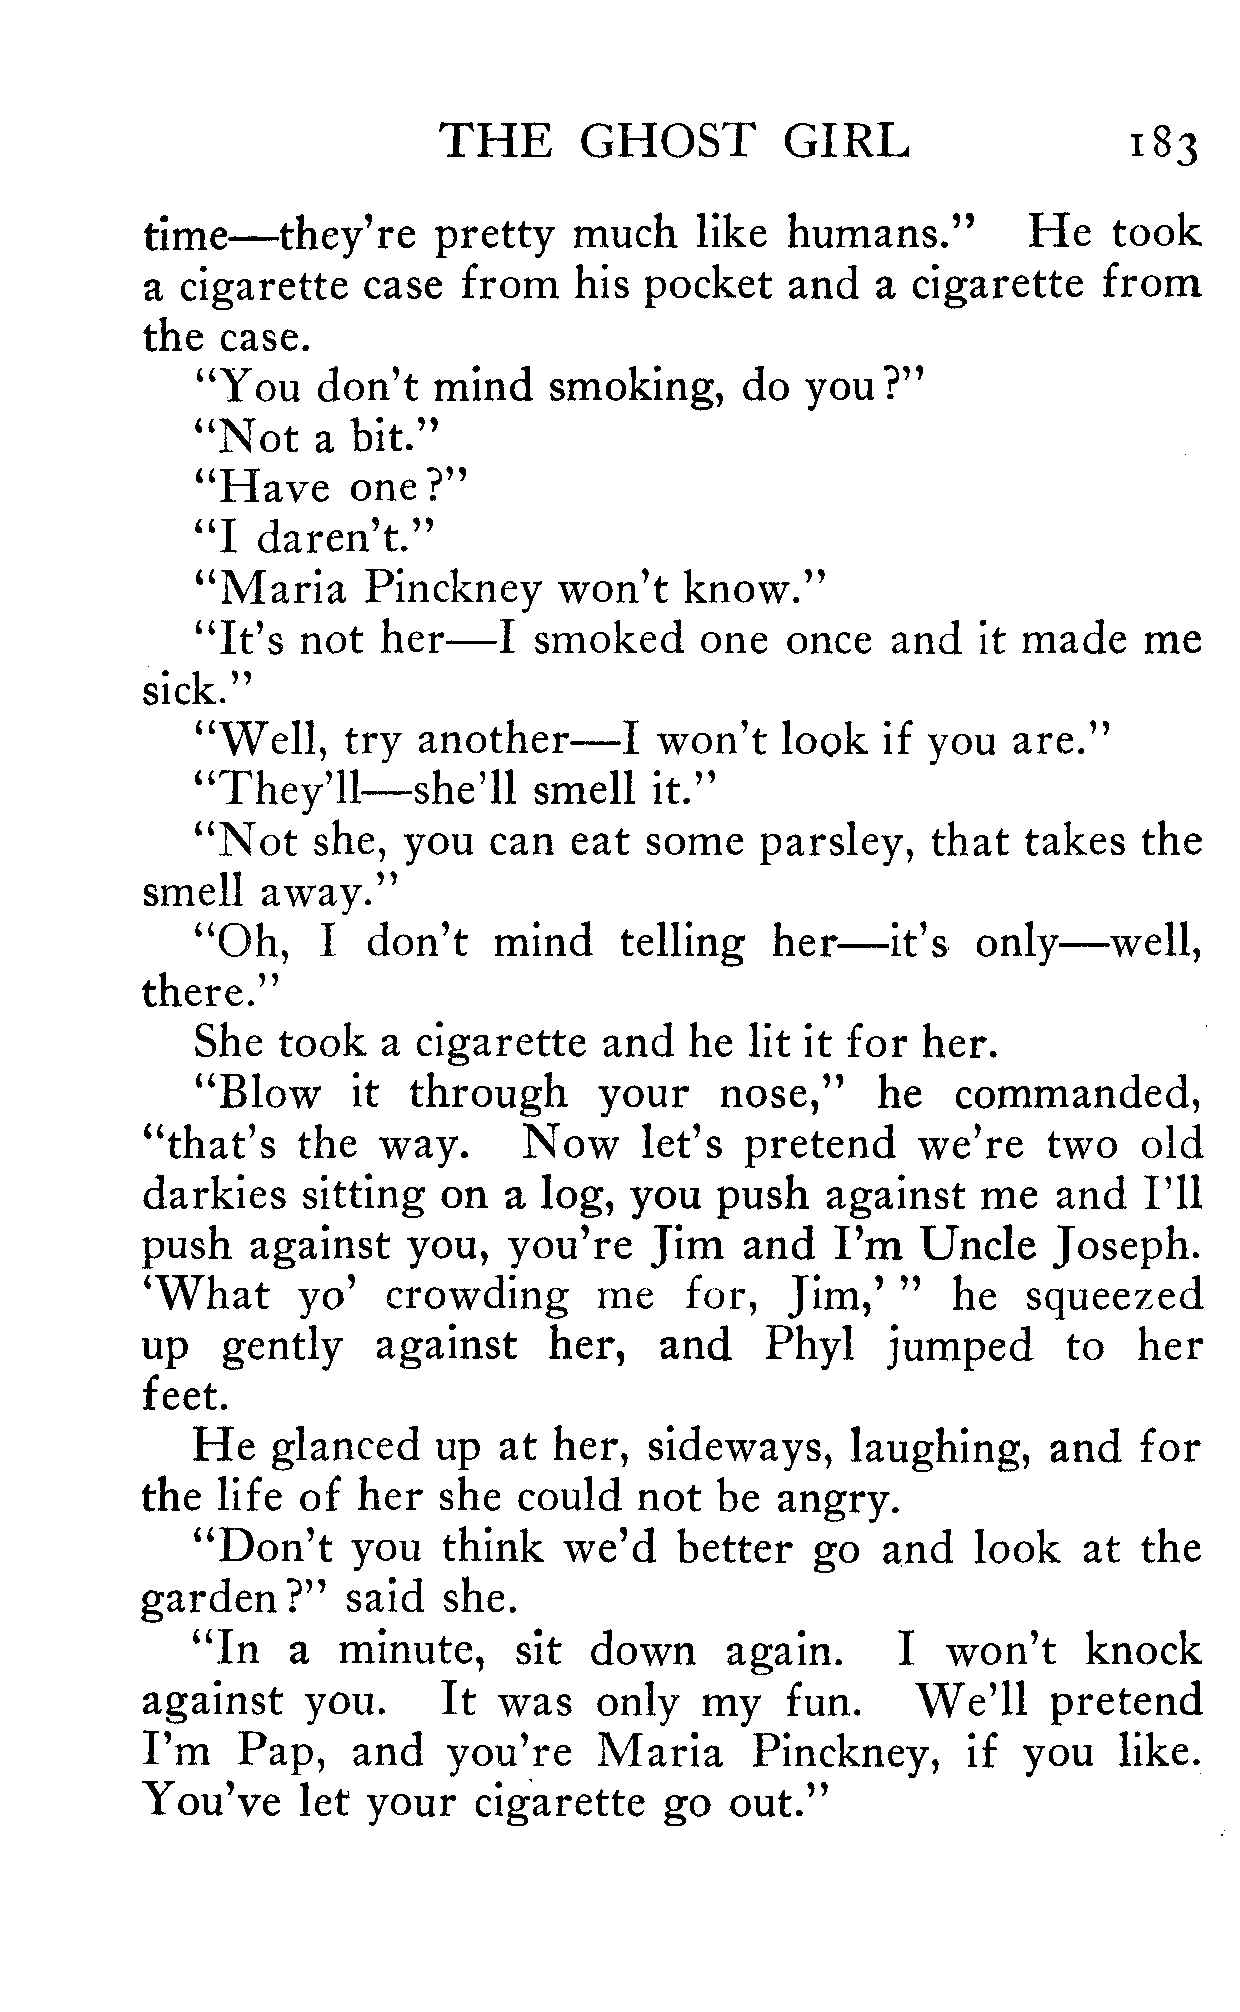 THE GHOST GIRL 183
time—they're pretty much like humans." He took
a cigarette case from his pocket and a cigarette from
the case.
"You don't mind smoking, do you?"
"Not a bit."
"Have one?"
"I daren't."
"Maria Pinckney won't know."
"It's not her—I smoked one once and it made me
sick."
"Well, try another—I won't look if you are."
"They'll—she'll smell it."
"Not she, you can eat some parsley, that takes the
smell away."
"Oh, I don't mind telling her—it's only—well,
there."
She took a cigarette and he lit it for her.
"Blow it through your nose," he commanded,
"that's the way. Now let's pretend we're two old
darkies sitting on a log, you push against me and I'll
push against you, you're Jim and I'm Uncle Joseph.
'What yo' crowding me for, Jim,' " he squeezed
up gently against her, and Phyl jumped to her
feet.
He glanced up at her, sideways, laughing, and for
the life of her she could not be angry.
"Don't you think we'd better go and look at the
garden?" said she.
"In a minute, sit down again. I won't knock
against you. It was only my fun. We'll pretend
I'm Pap, and you're Maria Pinckney, if you like.
You've let your cigarette go out."